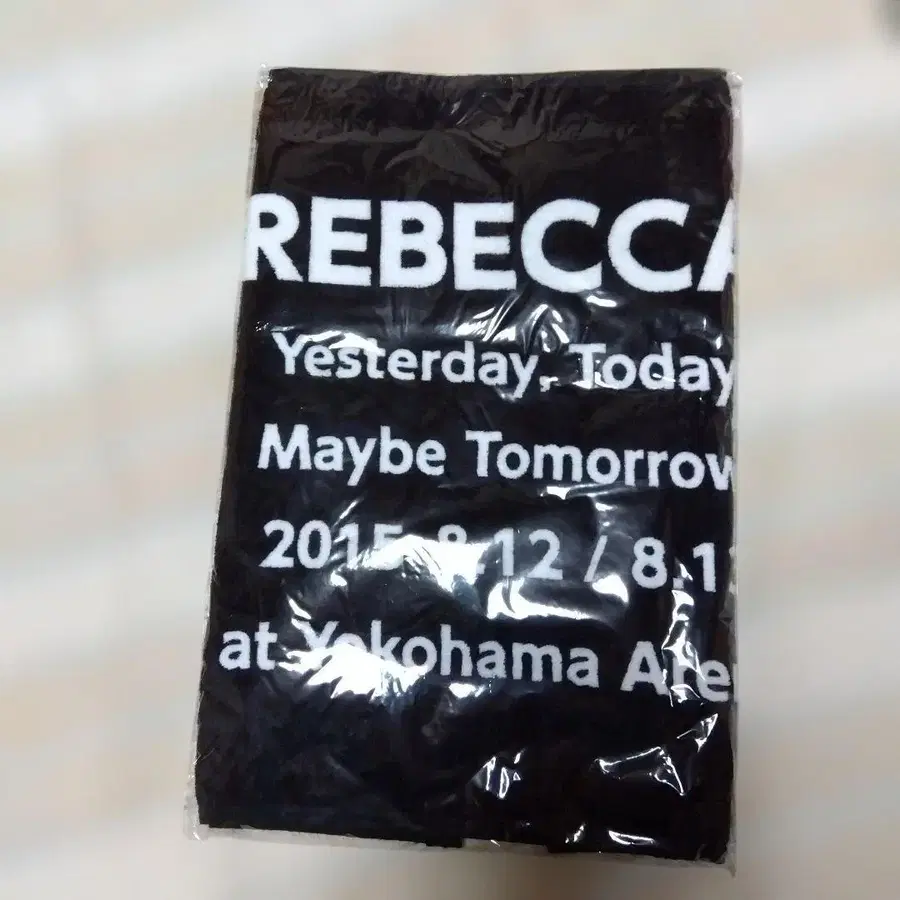 REBECCA
Yesterday, Today
Maybe Tomorrow
2015.8.12 / 8.1
at Yokohama Are